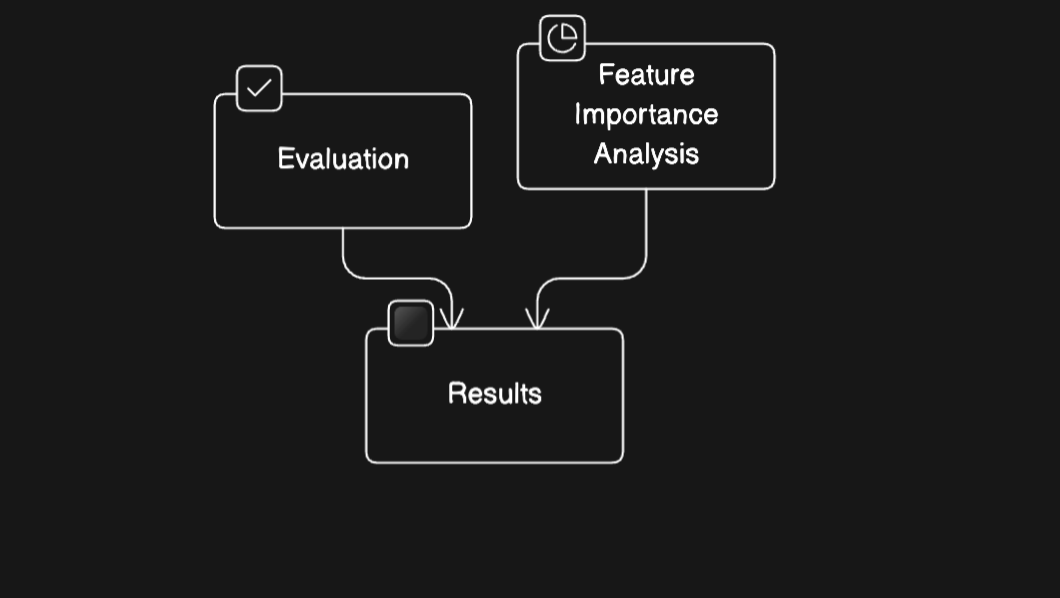 Evaluation
Feature
Importance
Analysis
Results